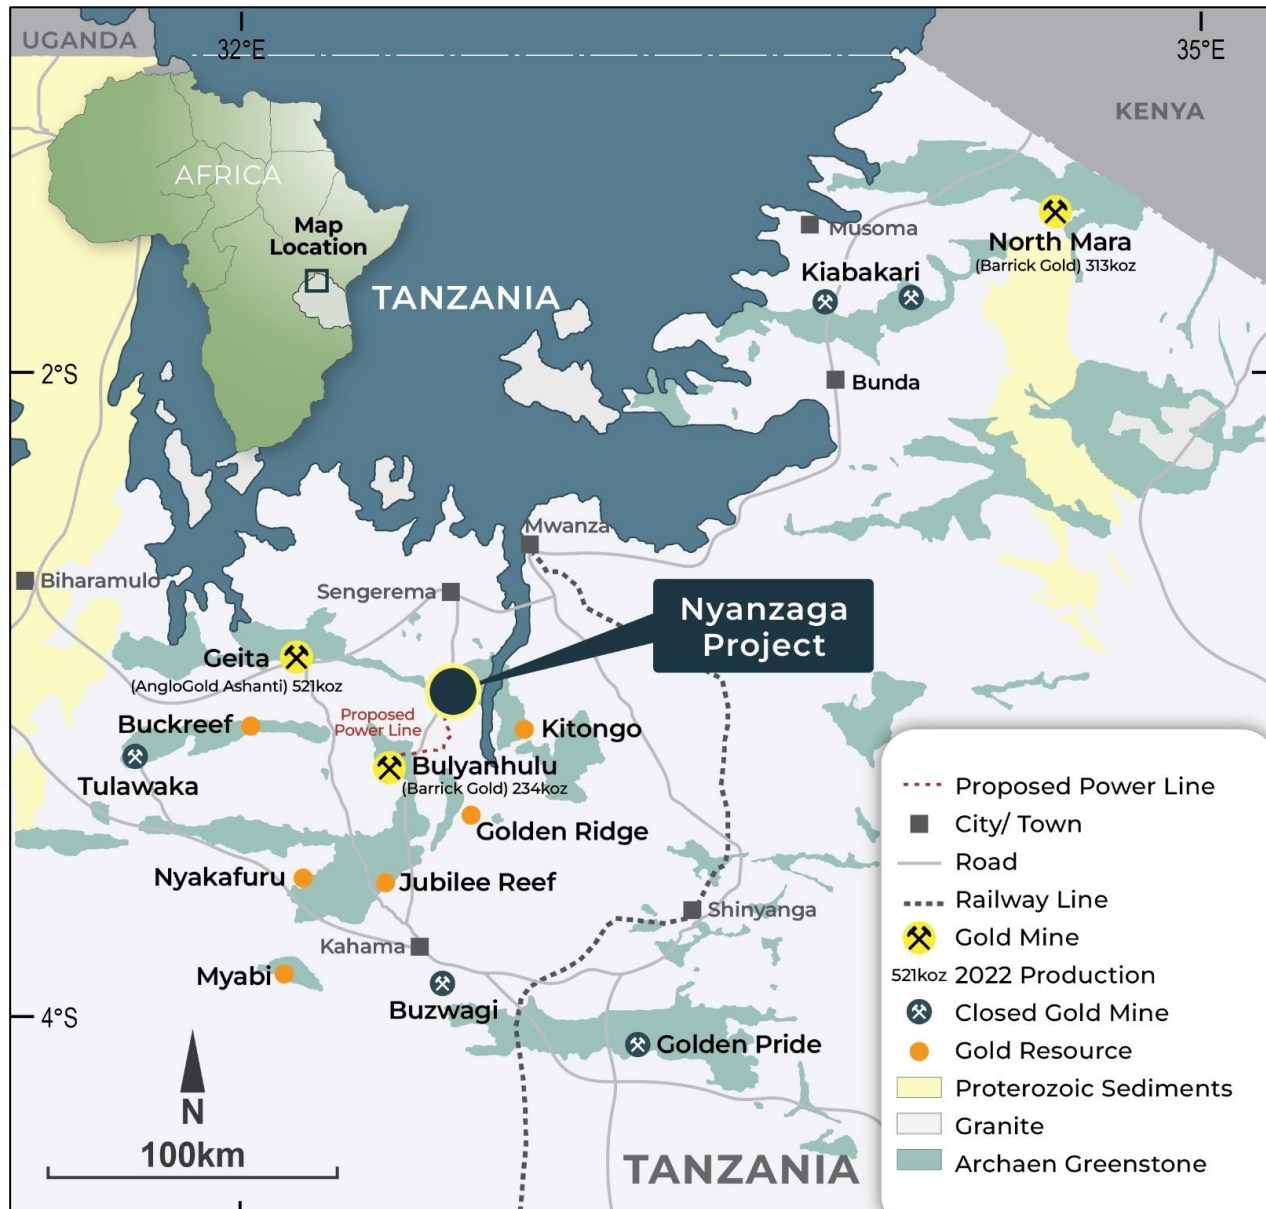 UGANDA
32°E
35°E
KENYA
AFRICA
Map
Location
TANZANIA
Musoma
North Mara
(Barrick Gold) 313koz
Kiabakari
2°S
Bunda
Mwanza
Biharamulo
Sengerema
Nyanzaga
Project
Geita
(AngloGold Ashanti) 521koz
Buckreef
Proposed
Power Line
Kitongo
Tulawaka
Bulyanhulu
(Barrick Gold) 234koz
Golden Ridge
Nyakafuru
Jubilee Reef
Shinyanga
Kahama
Myabi
Buzwagi
4°S
Golden Pride
N
100km
TANZANIA
Proposed Power Line
City/ Town
Road
Railway Line
Gold Mine
521koz 2022 Production
Closed Gold Mine
Gold Resource
Proterozoic Sediments
Granite
Archaen Greenstone